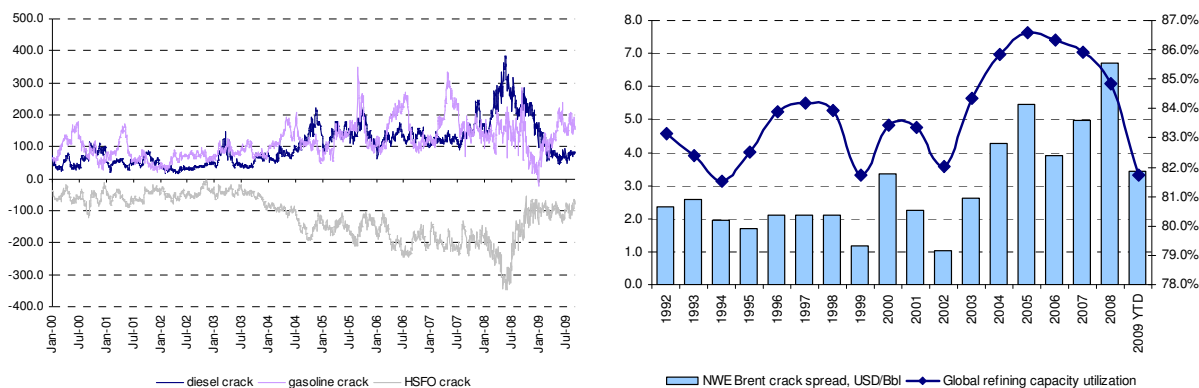 500.0
400.0
300.0
200.0
100.0
0.0
-100.0
-200.0
-300.0
-400.0
Jan-00
Jul-00
Jan-01
Jul-01
Jan-02
Jul-02
Jan-03
Jul-03
Jan-04
Jul-04
Jan-05
Jul-05
Jan-06
Jul-06
Jan-07
Jul-07
Jan-08
Jul-08
Jan-09
Jul-09
diesel crack
gasoline crack
HSFO crack
8.0
7.0
6.0
5.0
4.0
3.0
2.0
1.0
0.0
87.0%
86.0%
85.0%
84.0%
83.0%
82.0%
81.0%
80.0%
79.0%
78.0%
1992
1993
1994
1995
1996
1997
1998
1999
2000
2001
2002
2003
2004
2005
2006
2007
2008
2009 YTD
NWE Brent crack spread, USD/Bbl
Global refining capacity utilization